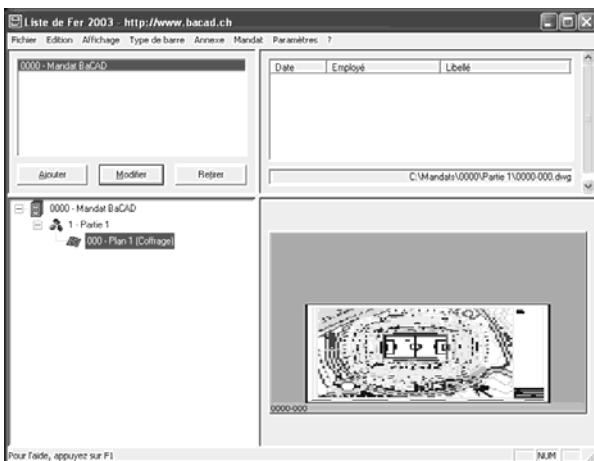 Liste de Fer 2003 - http://www.bacad.ch
Fichier Edition Affichage Type de barre Annexe Mandat Paramètres ?
0000 - Mandat BaCAD
Date Employé Libellé
Ajouter Modifier Retirer
C:\Mandats\0000\Partie 1\0000-000.dwg
0000 - Mandat BaCAD
1 - Partie 1
000 - Plan 1 (Coffrage)
0000-000
Pour l'aide, appuyez sur F1
NUM